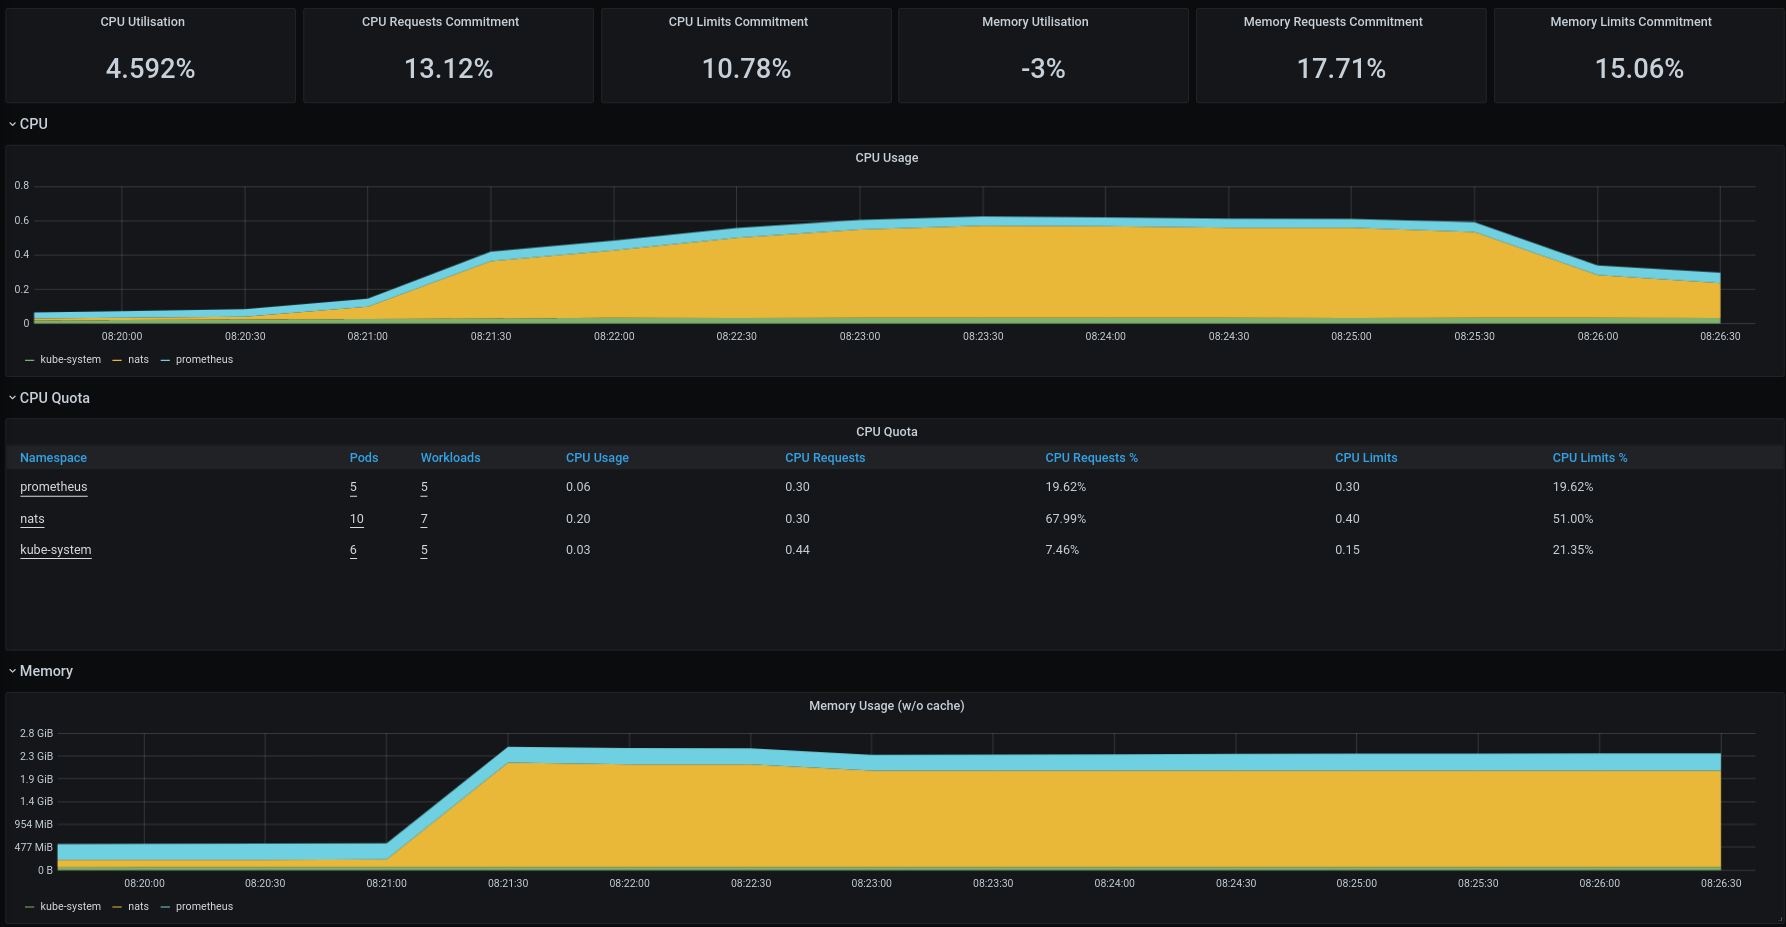 CPU Utilisation CPU Requests Commitment CPU Limits Commitment Memory Utilisation Memory Requests Commitment Memory Limits Commitment
4.592% 13.12% 10.78% -3% 17.71% 15.06%
CPU
CPU Usage
0.8
0.6
0.4
0.2
0
08:20:00 08:20:30 08:21:00 08:21:30 08:22:00 08:22:30 08:23:00 08:23:30 08:24:00 08:24:30 08:25:00 08:25:30 08:26:00 08:26:30
kube-system nats prometheus
CPU Quota
CPU Quota
Namespace Pods Workloads CPU Usage CPU Requests CPU Requests % CPU Limits CPU Limits %
prometheus 5 5 0.06 0.30 19.62% 0.30 19.62%
nats 10 7 0.20 0.30 67.99% 0.40 51.00%
kube-system 6 5 0.03 0.44 7.46% 0.15 21.35%
Memory
Memory Usage (w/o cache)
2.8 GiB
2.3 GiB
1.9 GiB
1.4 GiB
954 MiB
477 MiB
0 B
08:20:00 08:20:30 08:21:00 08:21:30 08:22:00 08:22:30 08:23:00 08:23:30 08:24:00 08:24:30 08:25:00 08:25:30 08:26:00 08:26:30
kube-system nats prometheus